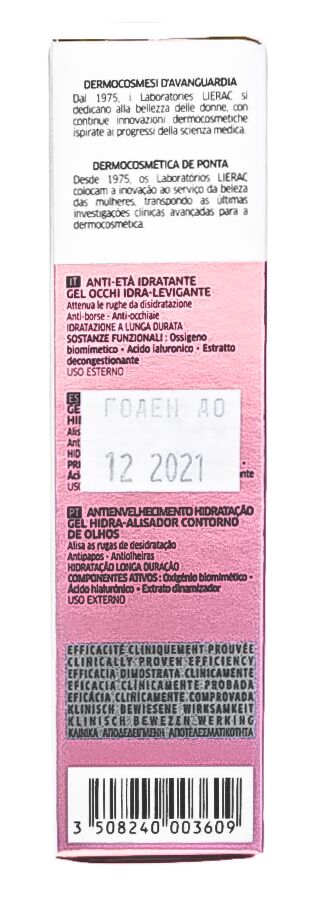 DERMOCOSMESI D'AVANGUARDIA
Dal 1975, i Laboratories LIERAC si
dedicano alla bellezza delle donne, con
continue innovazioni dermocosmetiche
ispirate ai progressi della scienza medica.
DERMOCOSMÉTICA DE PONTA
Desde 1975, os Laboratórios LIERAC
colocam a inovação ao serviço da beleza
das mulheres, transpondo as últimas
investigações clínicas avançadas para a
dermocosmética.
IT ANTI-ETÀ IDRATANTE
GEL OCCHI IDRA-LEVIGANTE
Attenua le rughe da disidratazione
Anti-borse - Anti-occhiaie
IDRATAZIONE A LUNGA DURATA
SOSTANZE FUNZIONALI : Ossigeno
biomimetico • Acido ialuronico • Estratto
decongestionante
USO ESTERNO
ES
ГОДЕН ДО
12 2021
PT ANTIENVELHECIMENTO HIDRATAÇÃO
GEL HIDRA-ALISADOR CONTORNO
DE OLHOS
Alisa as rugas de desidratação
Antipapos - Antiolheiras
HIDRATAÇÃO LONGA DURAÇÃO
COMPONENTES ATIVOS : Oxigénio biomimético •
Ácido hialurónico • Extrato dinamizador
USO EXTERNO
EFFICACITÉ CLINIQUEMENT PROUVÉE
CLINICALLY PROVEN EFFICIENCY
EFFICACIA DIMOSTRATA CLINICAMENTE
EFICACIA CLÍNICAMENTE PROBADA
EFICÁCIA CLINICAMENTE COMPROVADA
KLINISCH BEWIESENE WIRKSAMKEIT
KLINISCH BEWEZEN WERKING
ΚΛΙΝΙΚΑ ΑΠΟΔΕΔΕΙΓΜΕΝΗ ΑΠΟΤΕΛΕΣΜΑΤΙΚΟΤΗΤΑ
3 508240 003609